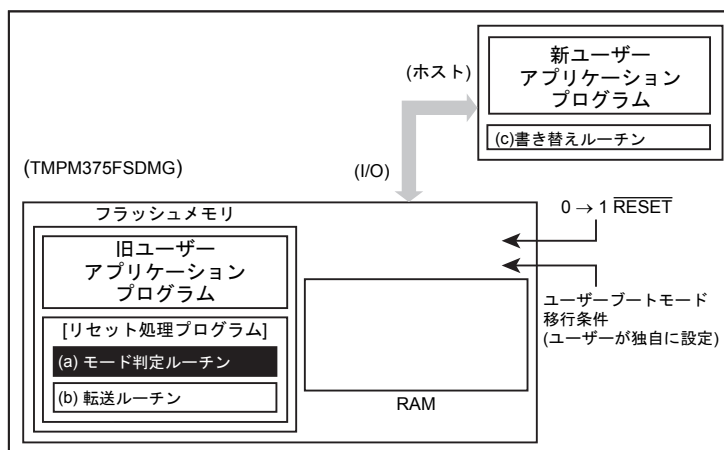 (ホスト)
新ユーザー
アプリケーション
プログラム
(c)書き替えルーチン
(TMPM375FSDMG)
(I/O)
フラッシュメモリ
旧ユーザー
アプリケーション
プログラム
[リセット処理プログラム]
(a) モード判定ルーチン
(b) 転送ルーチン
RAM
0 → 1 RESET
ユーザーブートモード
移行条件
(ユーザーが独自に設定)